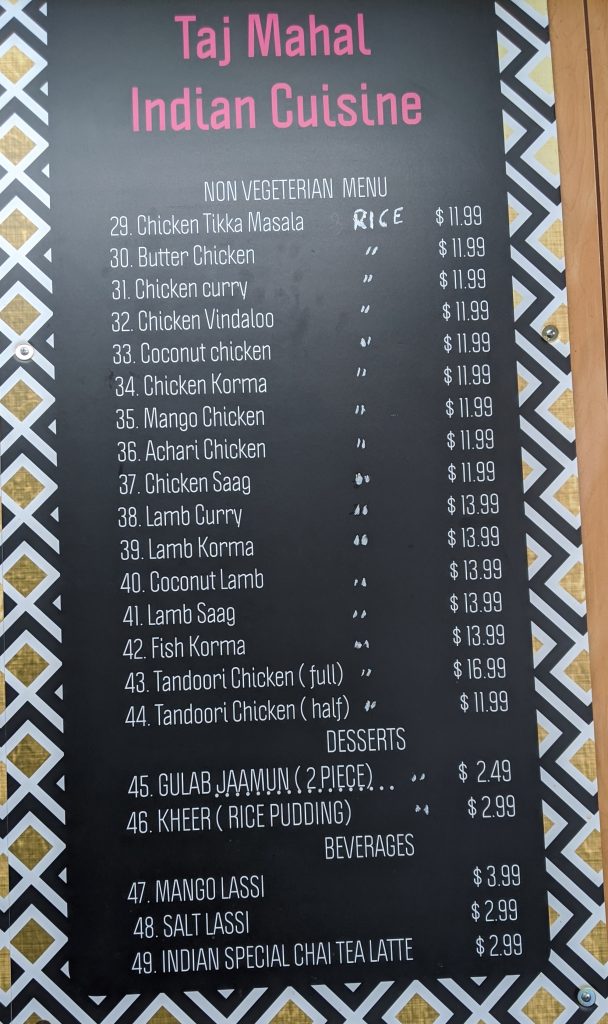 Taj Mahal
Indian Cuisine
NON VEGETERIAN MENU
29. Chicken Tikka Masala RICE $ 11.99
30. Butter Chicken " $ 11.99
31. Chicken curry " $ 11.99
32. Chicken Vindaloo " $ 11.99
33. Coconut chicken " $ 11.99
34. Chicken Korma " $ 11.99
35. Mango Chicken " $ 11.99
36. Achari Chicken " $ 11.99
37. Chicken Saag " $ 11.99
38. Lamb Curry " $ 13.99
39. Lamb Korma " $ 13.99
40. Coconut Lamb " $ 13.99
41. Lamb Saag " $ 13.99
42. Fish Korma " $ 13.99
43. Tandoori Chicken ( full) " $ 16.99
44. Tandoori Chicken ( half) " $ 11.99
DESSERTS
45. GULAB JAAMUN ( 2 PIECE) " $ 2.49
46. KHEER ( RICE PUDDING) " $ 2.99
BEVERAGES
47. MANGO LASSI $ 3.99
48. SALT LASSI $ 2.99
49. INDIAN SPECIAL CHAI TEA LATTE $ 2.99